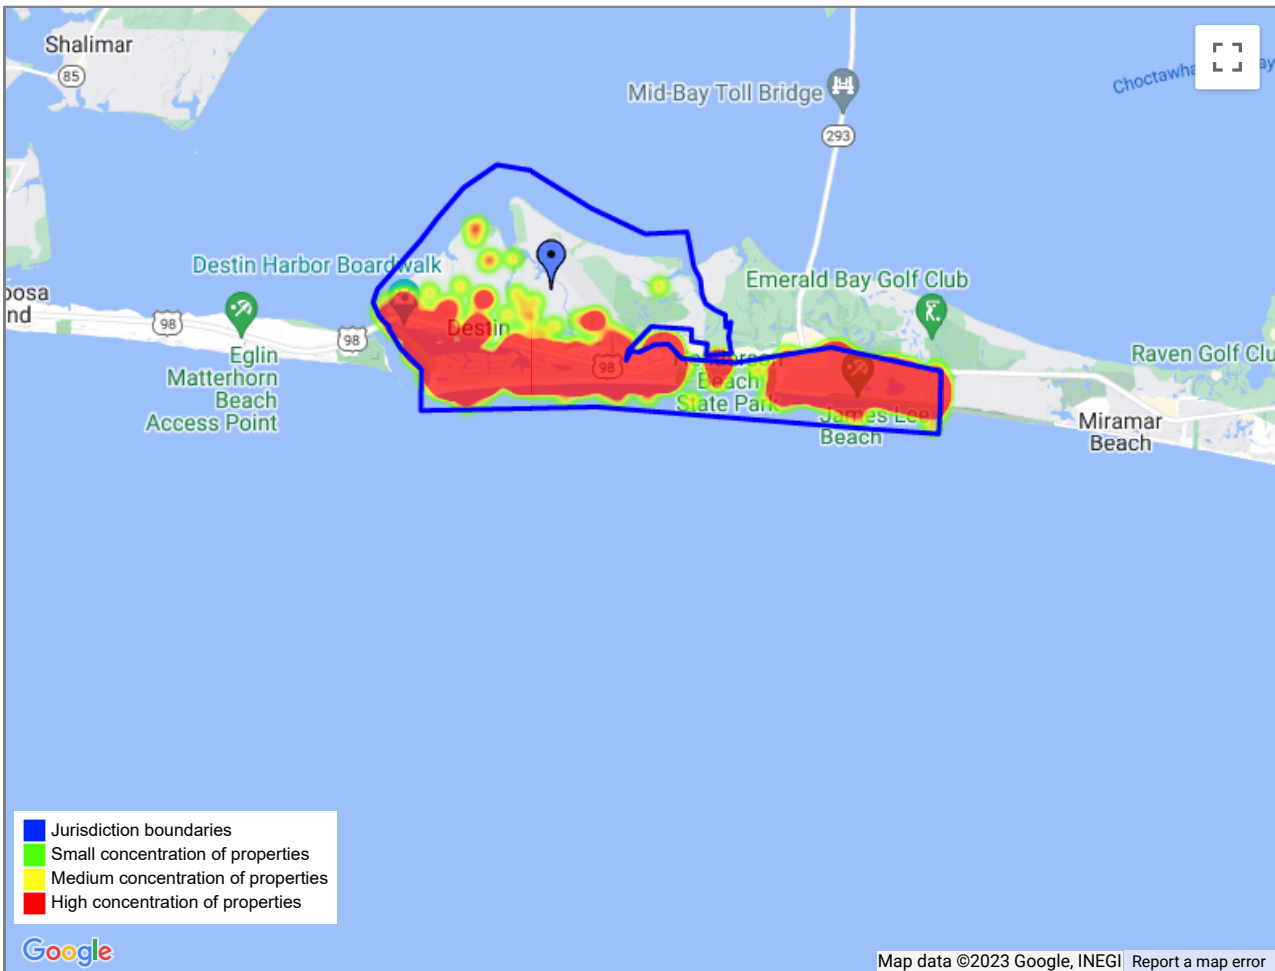 Shalimar
85
Mid-Bay Toll Bridge
293
Destin Harbor Boardwalk
Emerald Bay Golf Club
98
98
Destin
98
Eglin
Matterhorn
Beach
Access Point
Beach
State Park
James Lee
Beach
Raven Golf Clu
Miramar
Beach
Jurisdiction boundaries
Small concentration of properties
Medium concentration of properties
High concentration of properties
Google
Map data ©2023 Google, INEGI
Report a map error